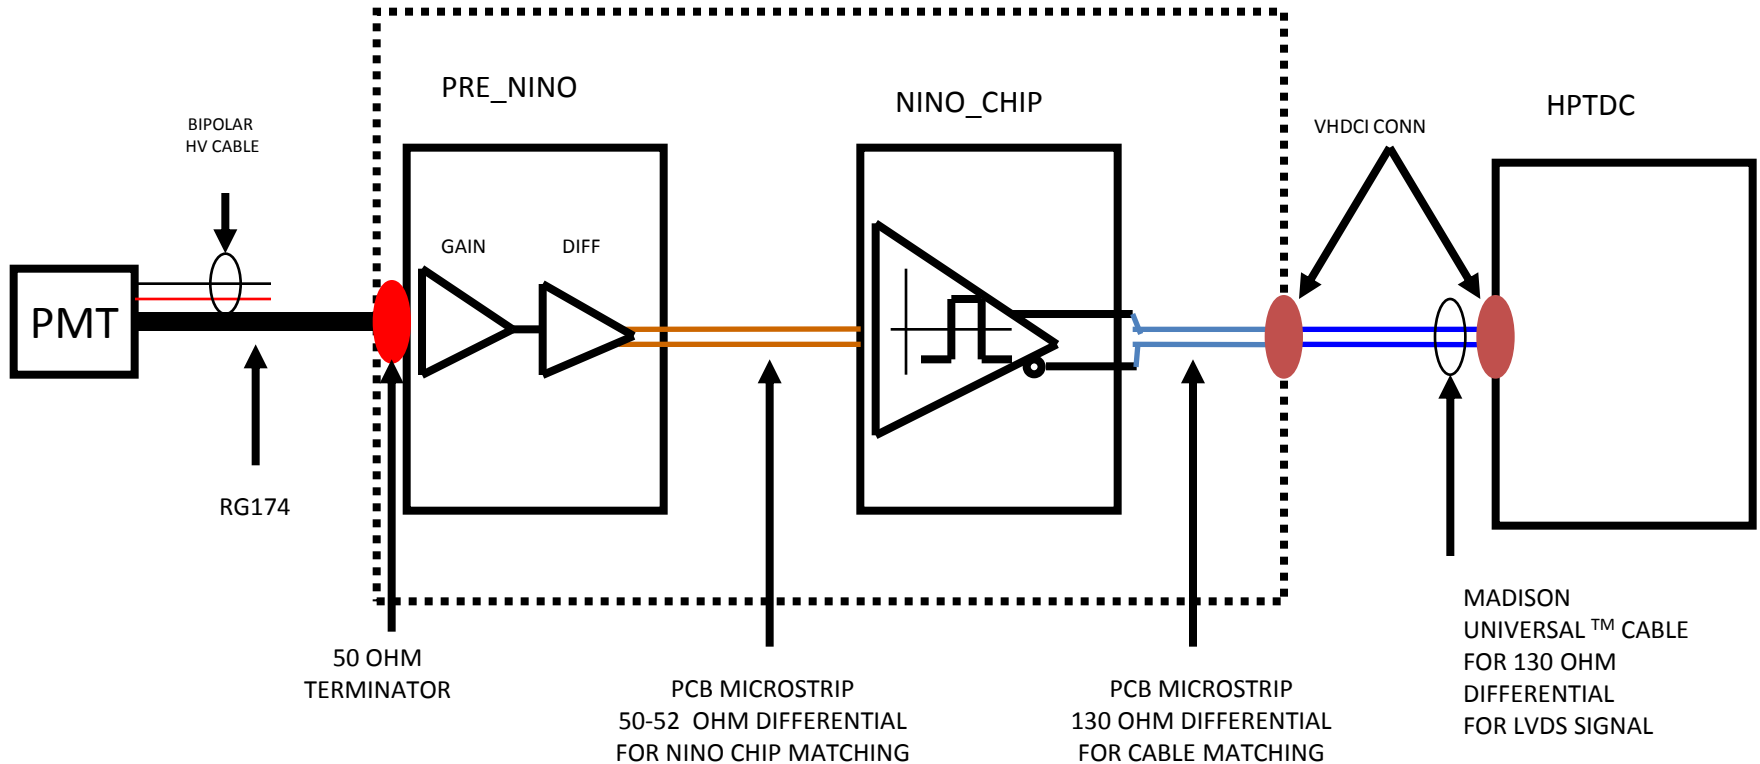 PRE_NINO
NINO_CHIP
HPTDC
BIPOLAR
HV CABLE
VHDCI CONN
GAIN
DIFF
PMT
RG174
50 OHM
TERMINATOR
PCB MICROSTRIP
50-52 OHM DIFFERENTIAL
FOR NINO CHIP MATCHING
PCB MICROSTRIP
130 OHM DIFFERENTIAL
FOR CABLE MATCHING
MADISON
UNIVERSAL TM CABLE
FOR 130 OHM
DIFFERENTIAL
FOR LVDS SIGNAL